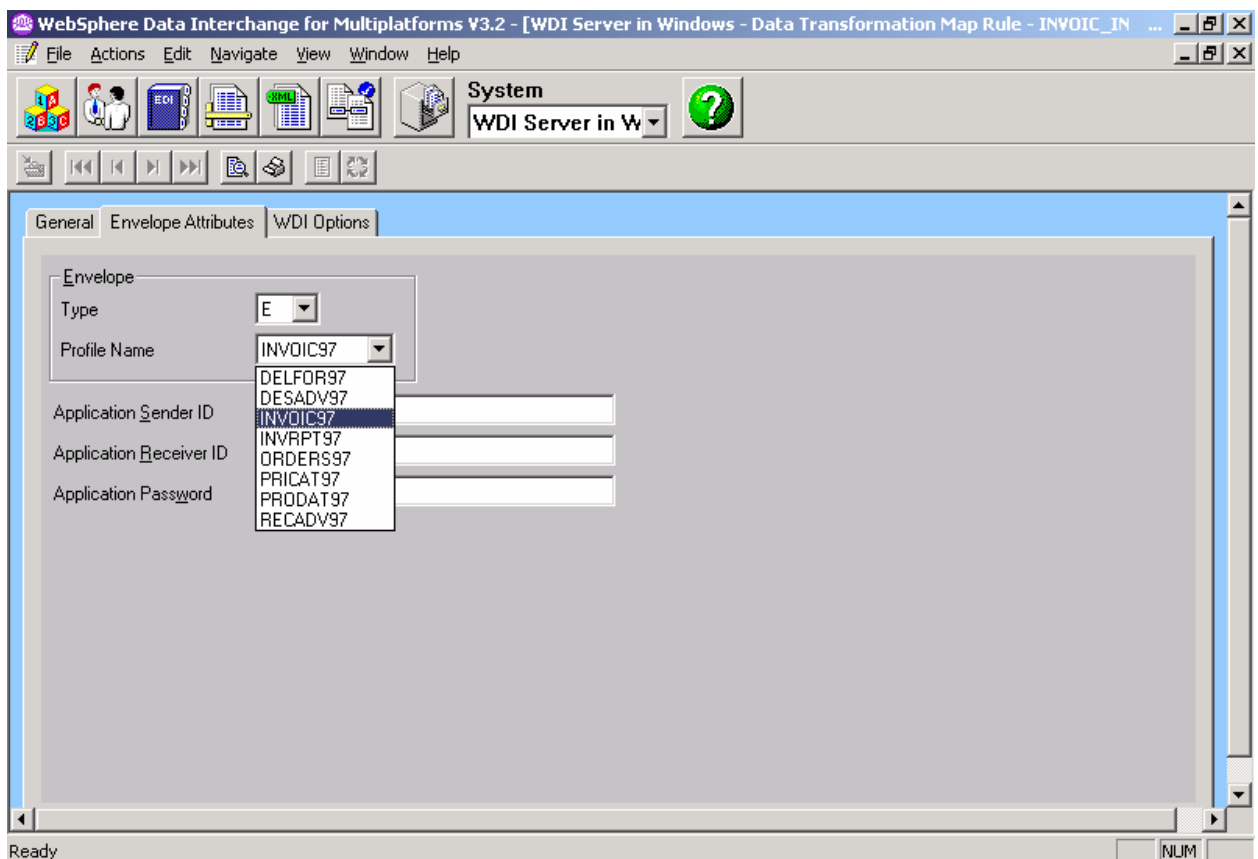 WebSphere Data Interchange for Multiplatforms V3.2 - [WDI Server in Windows - Data Transformation Map Rule - INVOIC_IN ...
File Actions Edit Navigate View Window Help
EDI
XML
System
WDI Server in W
General Envelope Attributes WDI Options
Envelope
Type E
Profile Name INVOIC97
DELFOR97
DESADV97
Application Sender ID
INVOIC97
INVRPT97
Application Receiver ID
ORDERS97
PRICAT97
Application Password
PRODAT97
RECADV97
Ready NUM